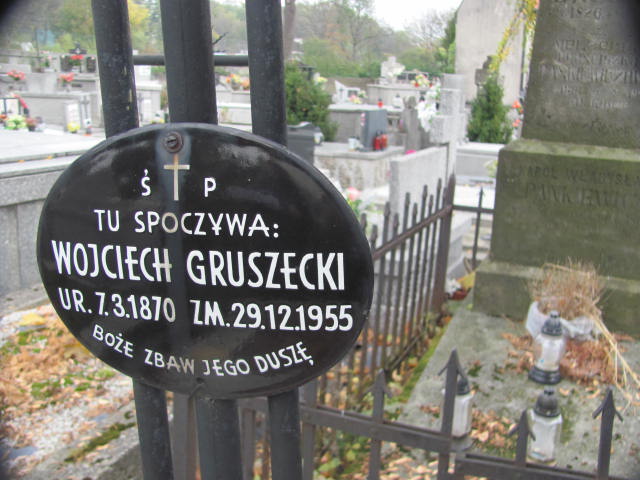 Ś P
TU SPOCZYWA:
WOJCIECH GRUSZECKI
UR. 7.3.1870 ZM. 29.12.1955
BOŻE ZBAW JEGO DUSZĘ